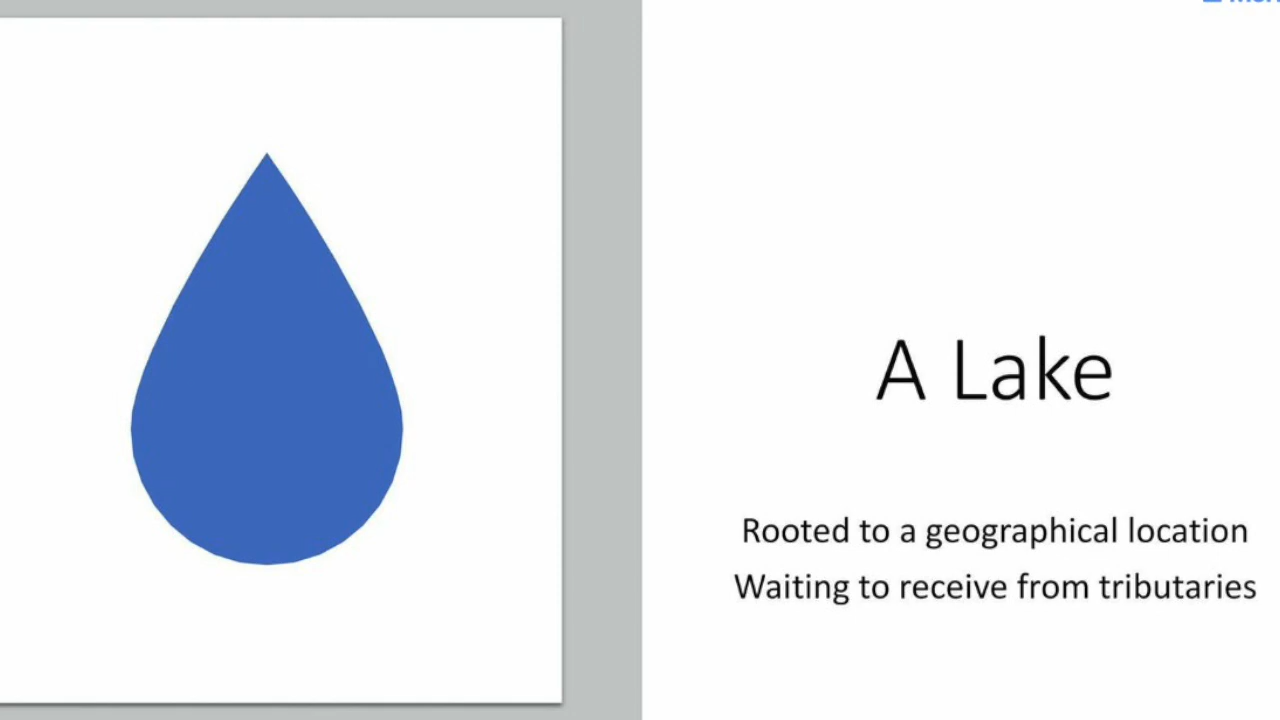 A Lake
Rooted to a geographical location
Waiting to receive from tributaries